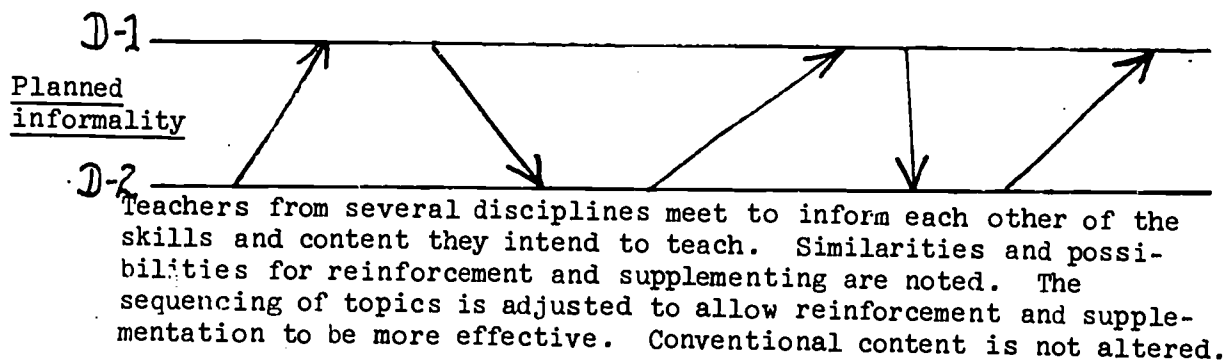 D-1
Planned
informality
D-2
Teachers from several disciplines meet to inform each other of the
skills and content they intend to teach. Similarities and possi-
bilities for reinforcement and supplementing are noted. The
sequencing of topics is adjusted to allow reinforcement and supple-
mentation to be more effective. Conventional content is not altered.